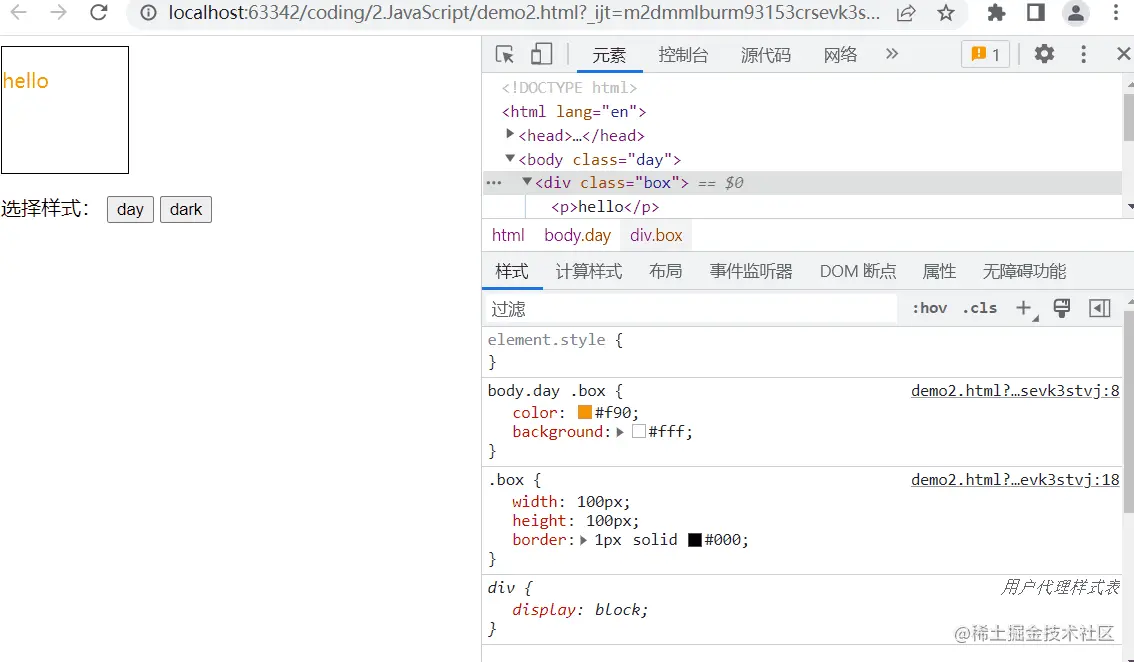 localhost:63342/coding/2.JavaScript/demo2.html?_ijt=m2dmmlburm93153crsevk3s...
hello
选择样式： day dark
元素 控制台 源代码 网络 » 1
<!DOCTYPE html>
<html lang="en">
<head>…</head>
<body class="day">
<div class="box"> == $0
<p>hello</p>
html body.day div.box
样式 计算样式 布局 事件监听器 DOM 断点 属性 无障碍功能
过滤 :hov .cls
element.style {
}
body.day .box { demo2.html?…sevk3stvj:8
color: #f90;
background: #fff;
}
.box { demo2.html?…evk3stvj:18
width: 100px;
height: 100px;
border: 1px solid #000;
}
div { 用户代理样式表
display: block;
}
@稀土掘金技术社区